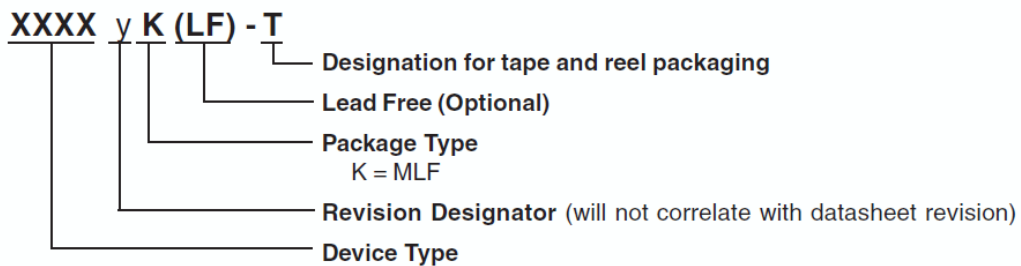 XXXX y K (LF) - T
Designation for tape and reel packaging
Lead Free (Optional)
Package Type
K = MLF
Revision Designator (will not correlate with datasheet revision)
Device Type